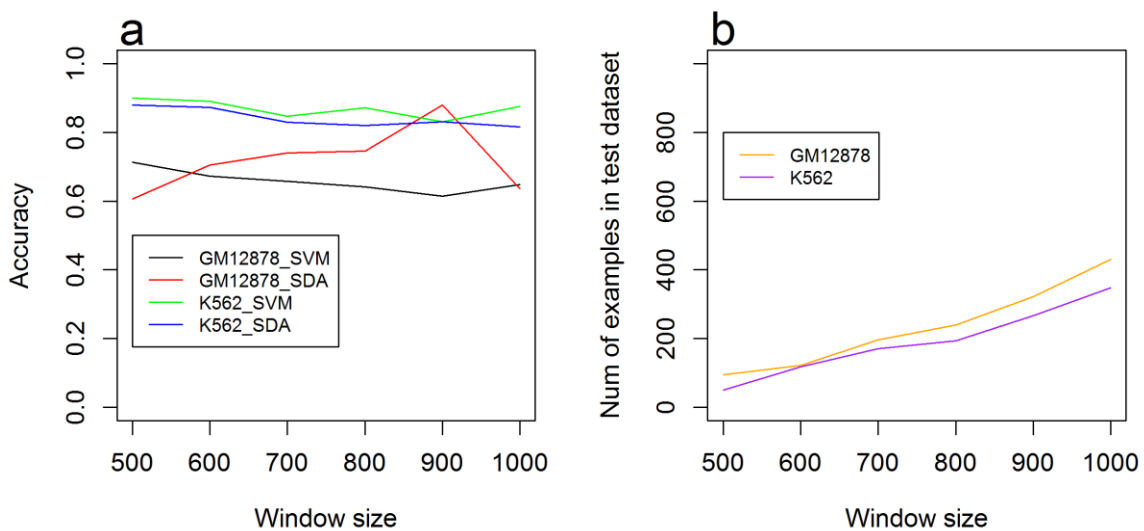 a
Accuracy
1.0
0.8
0.6
0.4
0.2
0.0
GM12878_SVM
GM12878_SDA
K562_SVM
K562_SDA
500 600 700 800 900 1000
Window size
b
Num of examples in test dataset
800
600
400
200
0
GM12878
K562
500 600 700 800 900 1000
Window size